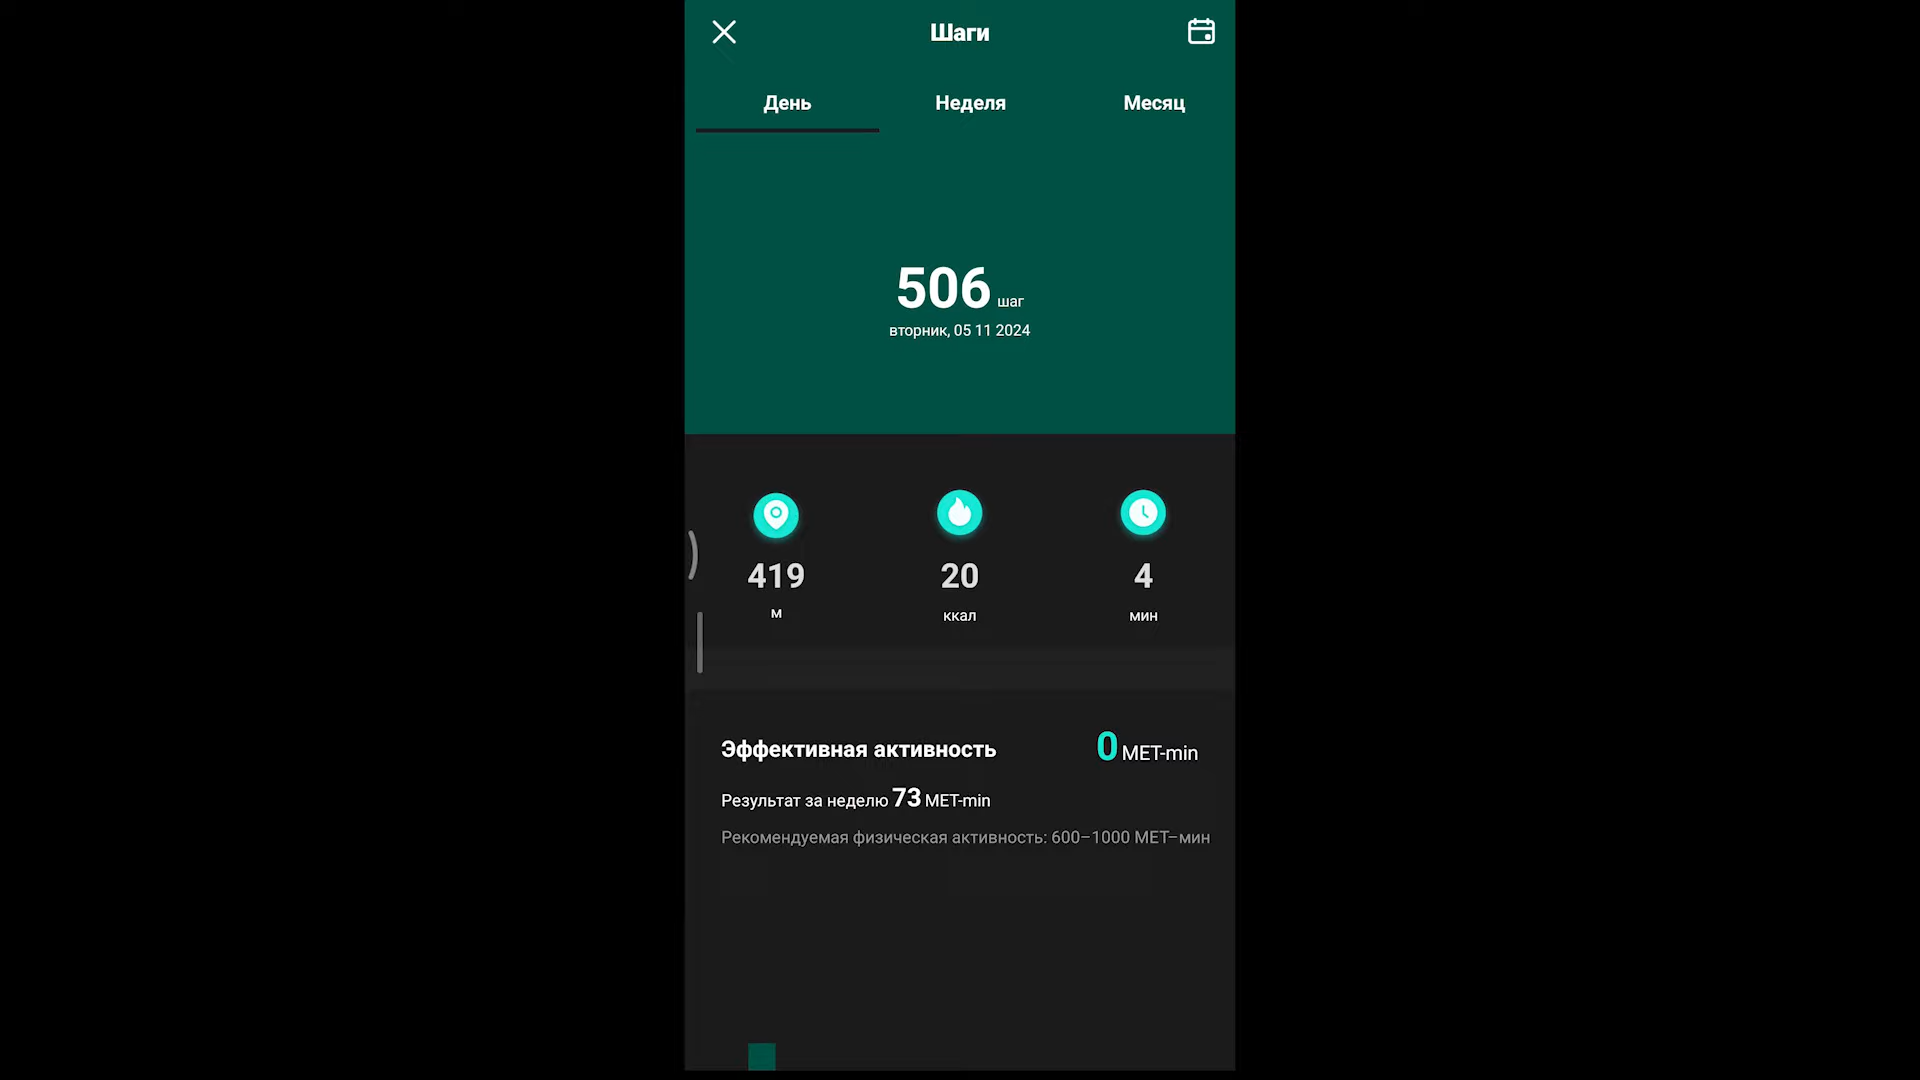 Шаги
День Неделя Месяц
506 шаг
вторник, 05 11 2024
419 20 4
м ккал мин
Эффективная активность 0 MET-min
Результат за неделю 73 MET-min
Рекомендуемая физическая активность: 600–1000 МЕТ–мин